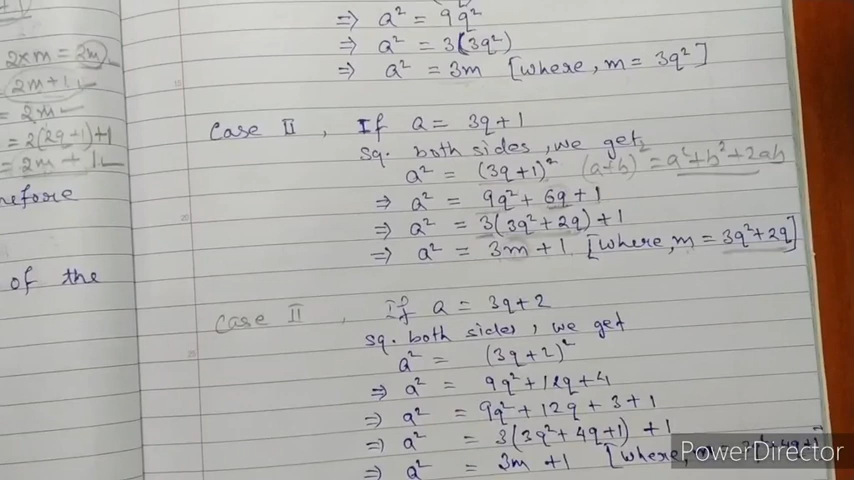 2xm = 2m
2m+1
= 2m
= 2(2q+1)+1
= 2m + 1
of the
⇒ a² = 9q²
⇒ a² = 3(3q²)
⇒ a² = 3m [where, m = 3q²]
Case II, If a = 3q+1
sq. both sides, we get
a² = (3q+1)² (a+b)² = a²+b²+2ab
⇒ a² = 9q² + 6q + 1
⇒ a² = 3(3q²+2q)+1
⇒ a² = 3m + 1 [where, m = 3q²+2q]
Case II, If a = 3q+2
sq. both sides, we get
a² = (3q+2)²
⇒ a² = 9q²+12q+4
⇒ a² = 9q²+12q+3+1
⇒ a² = 3(3q²+4q+1)+1
⇒ a² = 3m +1 [where,
PowerDirector